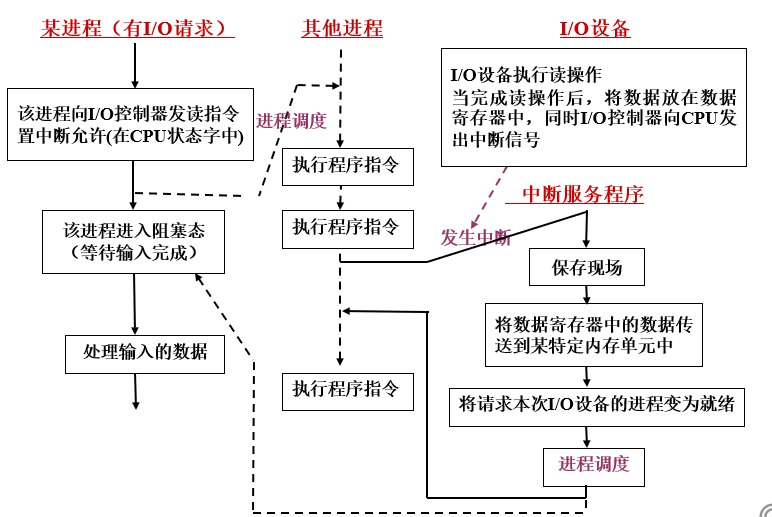 某进程（有I/O请求）
其他进程
I/O设备
该进程向I/O控制器发读指令
置中断允许(在CPU状态字中)
进程调度
I/O设备执行读操作
当完成读操作后，将数据放在数据
寄存器中，同时I/O控制器向CPU发
出中断信号
执行程序指令
中断服务程序
该进程进入阻塞态
（等待输入完成）
执行程序指令
发生中断
保存现场
处理输入的数据
将数据寄存器中的数据传
送到某特定内存单元中
执行程序指令
将请求本次I/O设备的进程变为就绪
进程调度